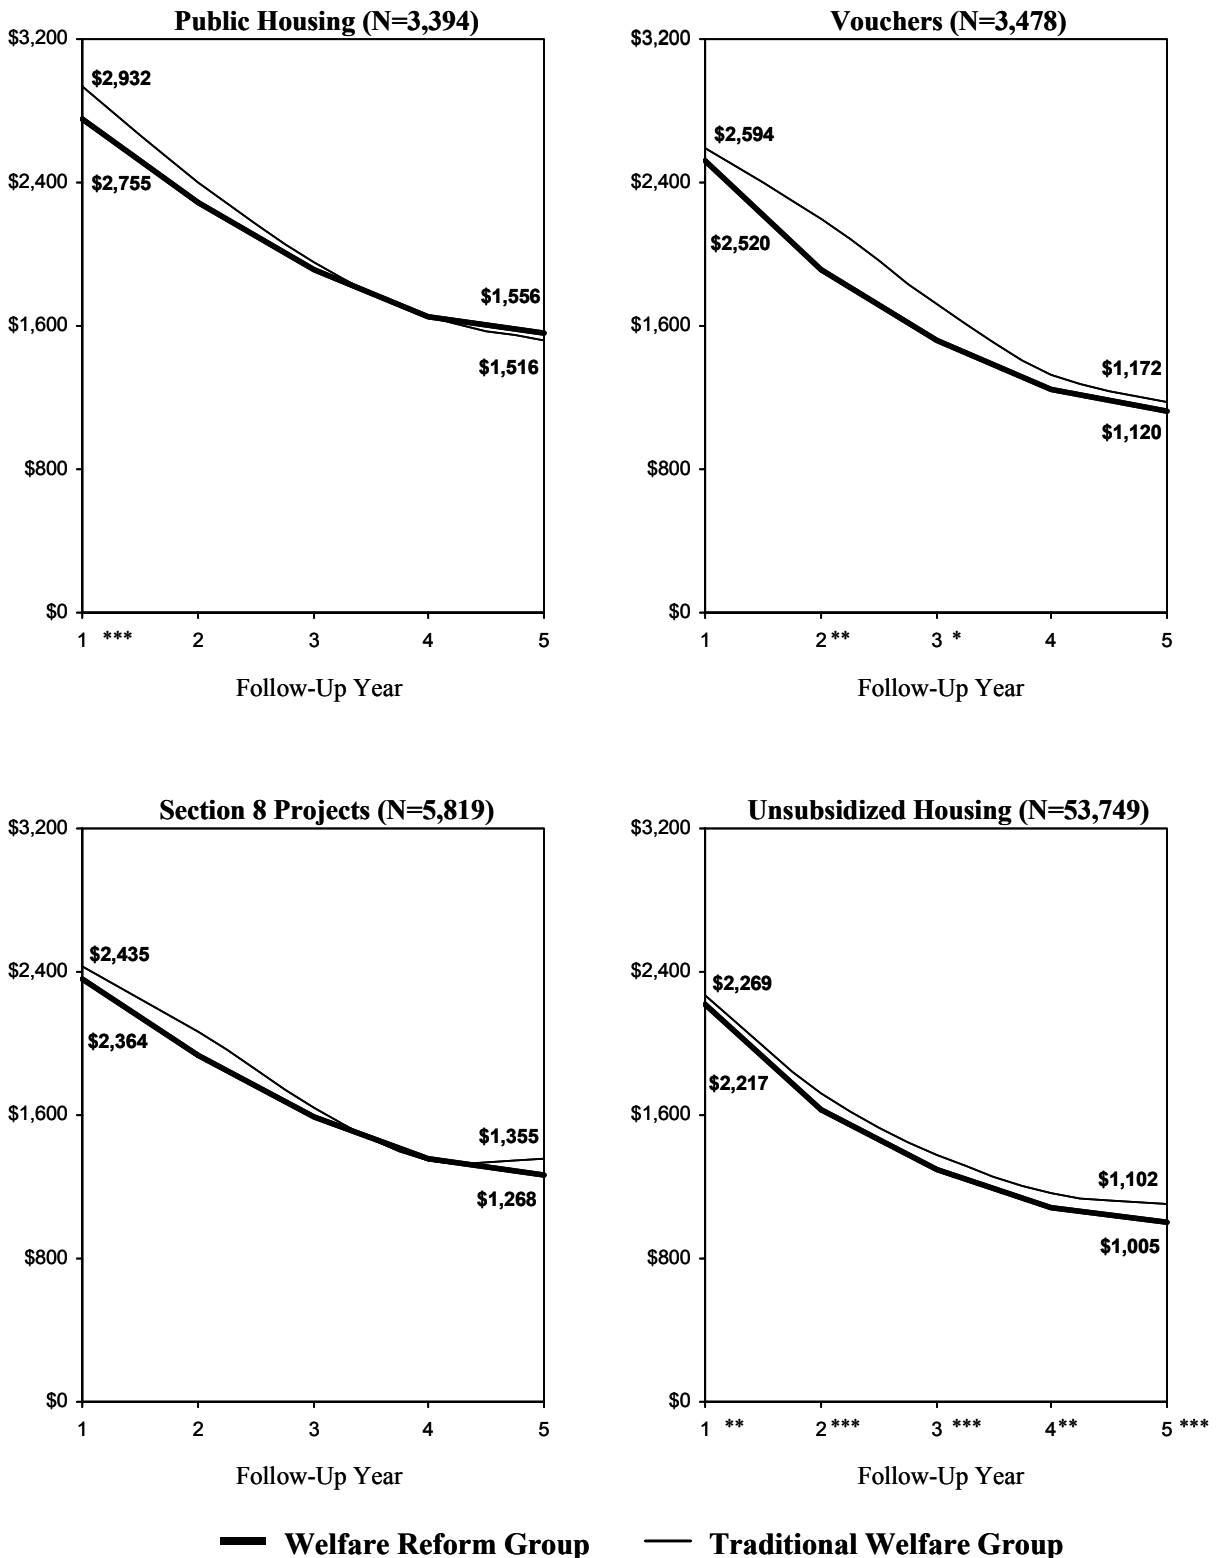 Public Housing (N=3,394)
$3,200
$2,932
$2,400
$2,755
$1,600
$1,556
$1,516
$800
$0
1 *** 2 3 4 5
Follow-Up Year
Vouchers (N=3,478)
$3,200
$2,594
$2,400
$2,520
$1,600
$1,172
$1,120
$800
$0
1 2 ** 3 * 4 5
Follow-Up Year
Section 8 Projects (N=5,819)
$3,200
$2,435
$2,400
$2,364
$1,600
$1,355
$1,268
$800
$0
1 2 3 4 5
Follow-Up Year
Unsubsidized Housing (N=53,749)
$3,200
$2,400
$2,269
$2,217
$1,600
$1,102
$1,005
$800
$0
1 ** 2 *** 3 *** 4 ** 5 ***
Follow-Up Year
Welfare Reform Group Traditional Welfare Group